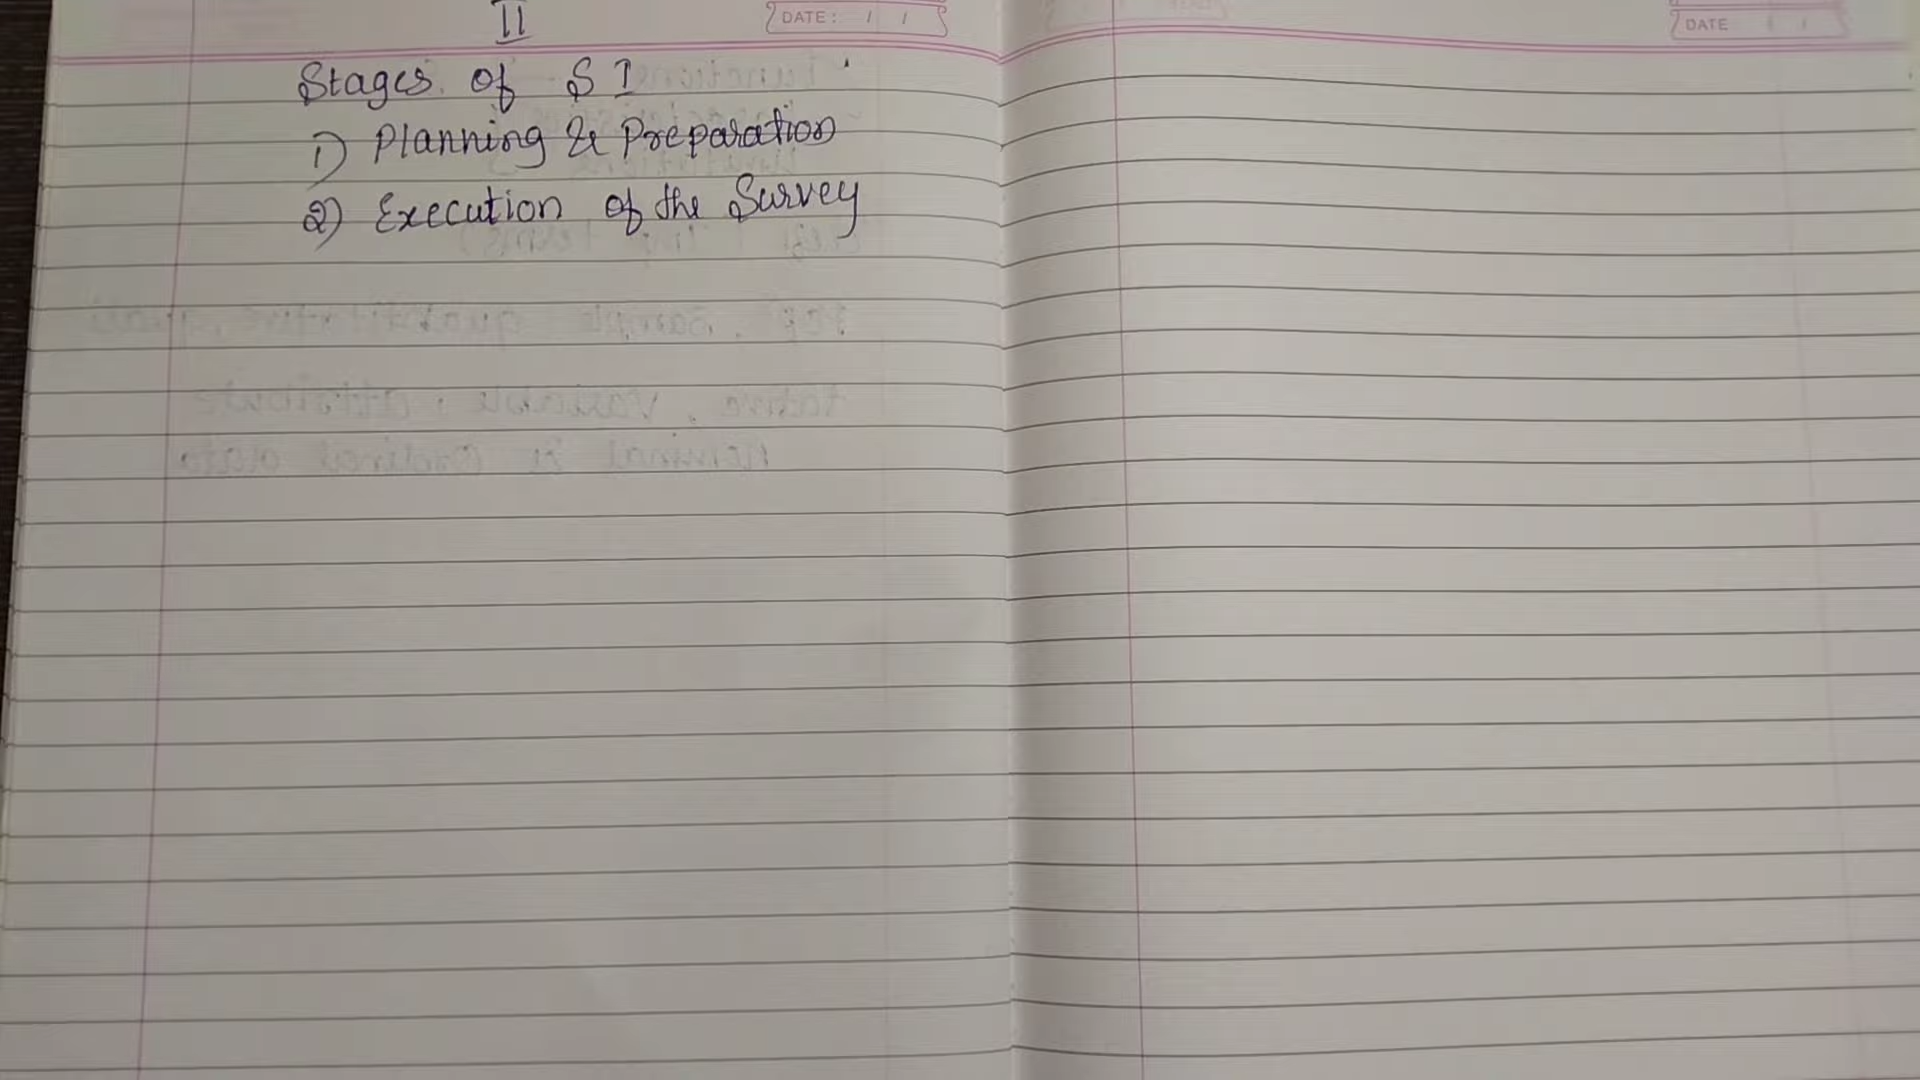 II
DATE: / /
Stages of S I
1) Planning & Preparation
2) Execution of the Survey
DATE / /